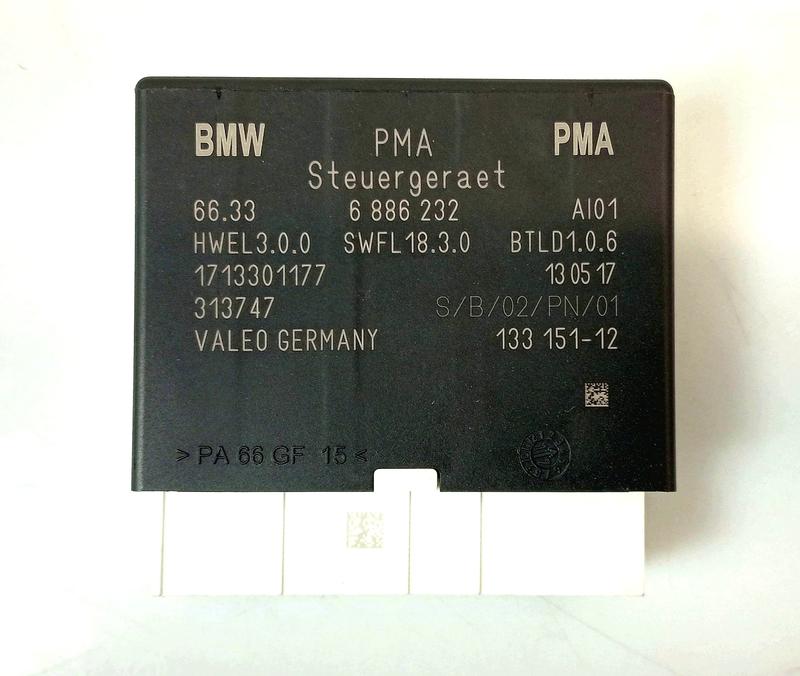 BMW PMA PMA
Steuergeraet
66.33 6 886 232 AI01
HWEL3.0.0 SWFL18.3.0 BTLD1.0.6
1713301177 13 05 17
313747 S/B/02/PN/01
VALEO GERMANY 133 151-12
> PA 66 GF 15 <